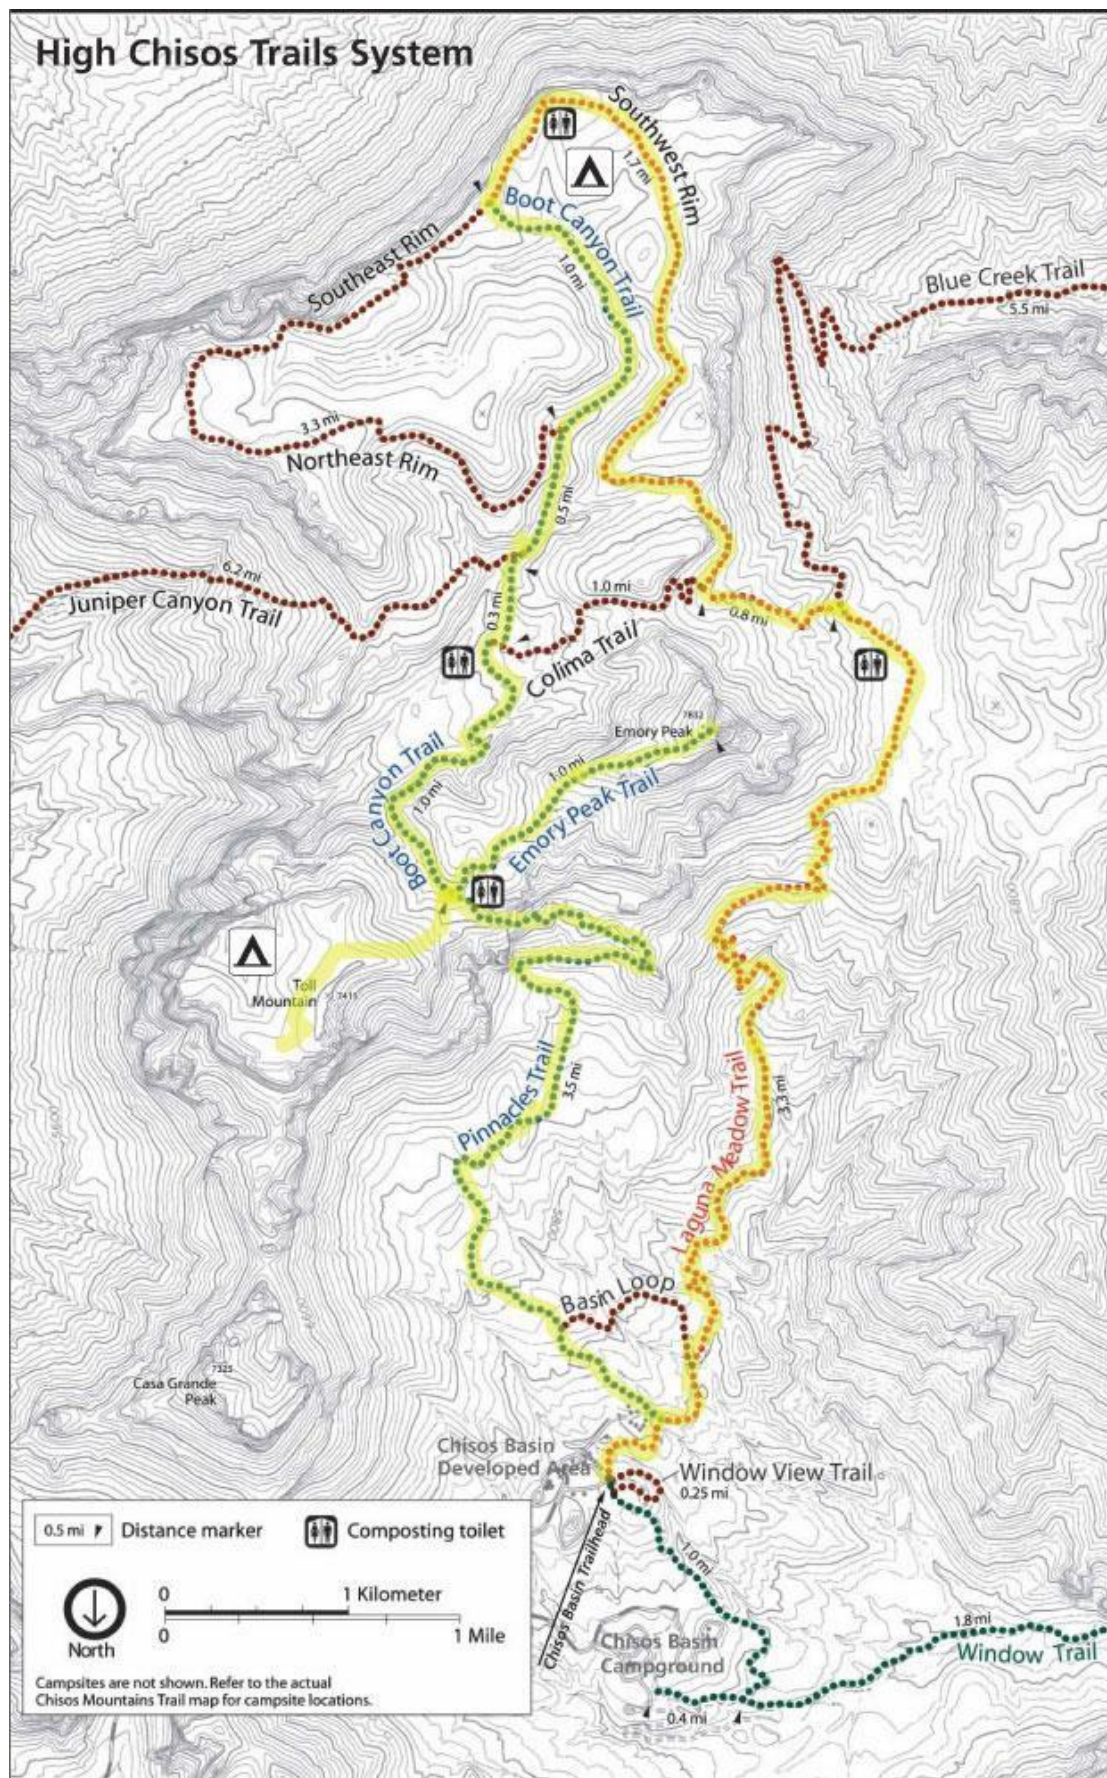 High Chisos Trails System
Southwest Rim
1.7 mi
Boot Canyon Trail
1.0 mi
Southeast Rim
Blue Creek Trail
5.5 mi
3.3 mi
Northeast Rim
0.5 mi
6.2 mi
Juniper Canyon Trail
0.3 mi
1.0 mi
Colima Trail
0.8 mi
7832
Emory Peak
Boot Canyon Trail
1.0 mi
1.0 mi
Emory Peak Trail
Toll
Mountain
7415
Pinnacles Trail
3.5 mi
Laguna Meadow Trail
3.3 mi
5800
Basin Loop
7325
Casa Grande
Peak
Chisos Basin
Developed Area
Window View Trail
0.25 mi
Chisos Basin Trailhead
1.0 mi
Chisos Basin
Campground
1.8 mi
Window Trail
0.4 mi
0.5 mi Distance marker
Composting toilet
North
0 1 Kilometer
0 1 Mile
Campsites are not shown. Refer to the actual
Chisos Mountains Trail map for campsite locations.